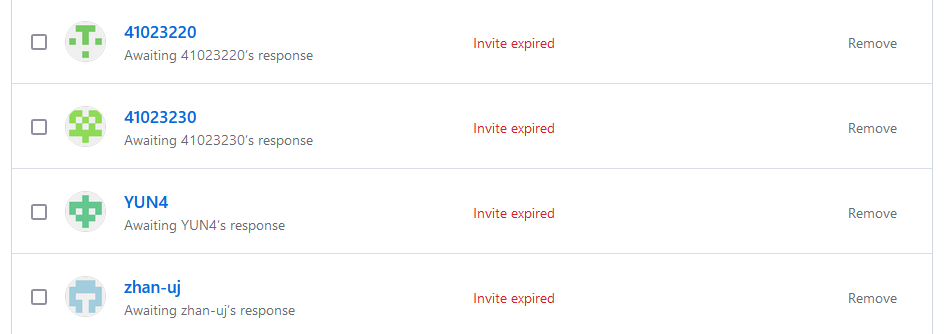 41023220
Awaiting 41023220's response
Invite expired
Remove
41023230
Awaiting 41023230's response
Invite expired
Remove
YUN4
Awaiting YUN4's response
Invite expired
Remove
zhan-uj
Awaiting zhan-uj's response
Invite expired
Remove